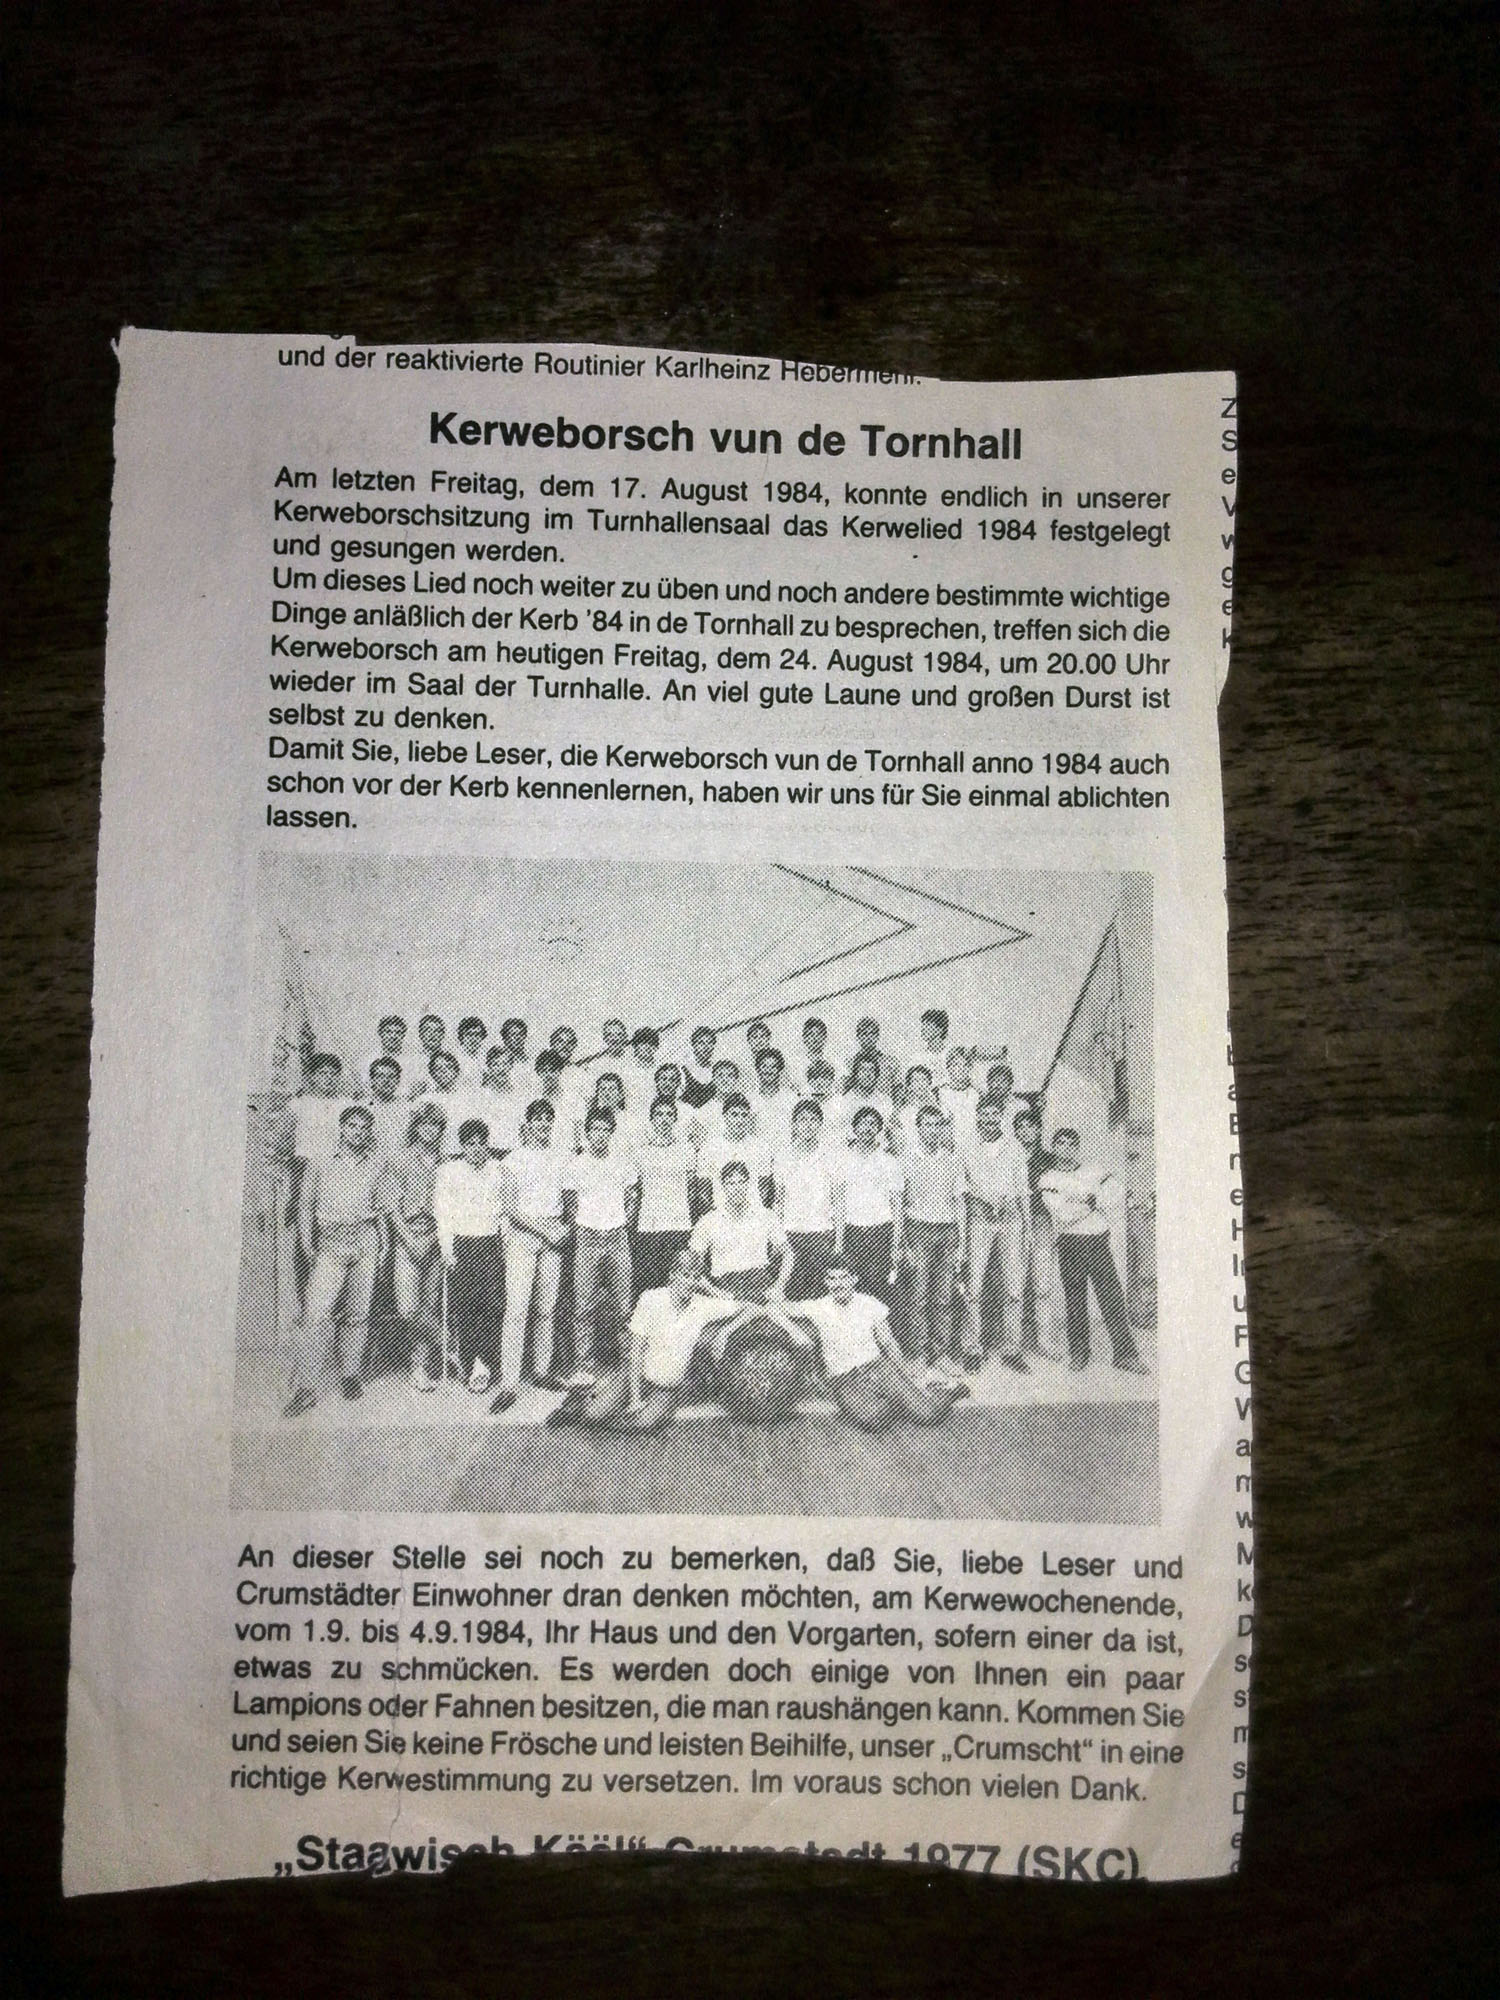 und der reaktivierte Routinier Karlheinz Hebermehl.
Kerweborsch vun de Tornhall
Am letzten Freitag, dem 17. August 1984, konnte endlich in unserer
Kerweborschsitzung im Turnhallensaal das Kerwelied 1984 festgelegt
und gesungen werden.
Um dieses Lied noch weiter zu üben und noch andere bestimmte wichtige
Dinge anläßlich der Kerb '84 in de Tornhall zu besprechen, treffen sich die
Kerweborsch am heutigen Freitag, dem 24. August 1984, um 20.00 Uhr
wieder im Saal der Turnhalle. An viel gute Laune und großen Durst ist
selbst zu denken.
Damit Sie, liebe Leser, die Kerweborsch vun de Tornhall anno 1984 auch
schon vor der Kerb kennenlernen, haben wir uns für Sie einmal ablichten
lassen.
An dieser Stelle sei noch zu bemerken, daß Sie, liebe Leser und
Crumstädter Einwohner dran denken möchten, am Kerwewochenende,
vom 1.9. bis 4.9.1984, Ihr Haus und den Vorgarten, sofern einer da ist,
etwas zu schmücken. Es werden doch einige von Ihnen ein paar
Lampions oder Fahnen besitzen, die man raushängen kann. Kommen Sie
und seien Sie keine Frösche und leisten Beihilfe, unser „Crumscht“ in eine
richtige Kerwestimmung zu versetzen. Im voraus schon vielen Dank.
„Staawisch Kääl“ Crumstadt 1977 (SKC)